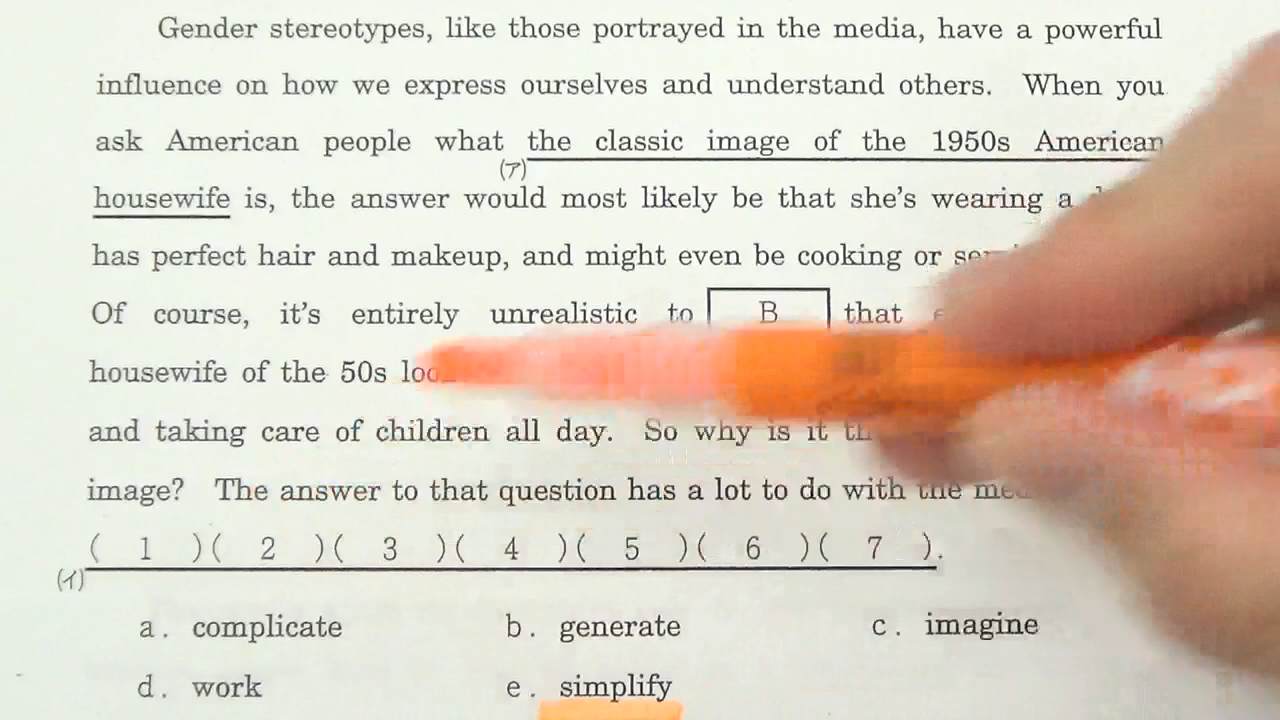 Gender stereotypes, like those portrayed in the media, have a powerful
influence on how we express ourselves and understand others. When you
ask American people what the classic image of the 1950s American
(ア)
housewife is, the answer would most likely be that she's wearing a
has perfect hair and makeup, and might even be cooking or
Of course, it's entirely unrealistic to B that
housewife of the 50s
and taking care of children all day. So why is it
image? The answer to that question has a lot to do with the
( 1 )( 2 )( 3 )( 4 )( 5 )( 6 )( 7 ).
(イ)
a. complicate b. generate c. imagine
d. work e. simplify